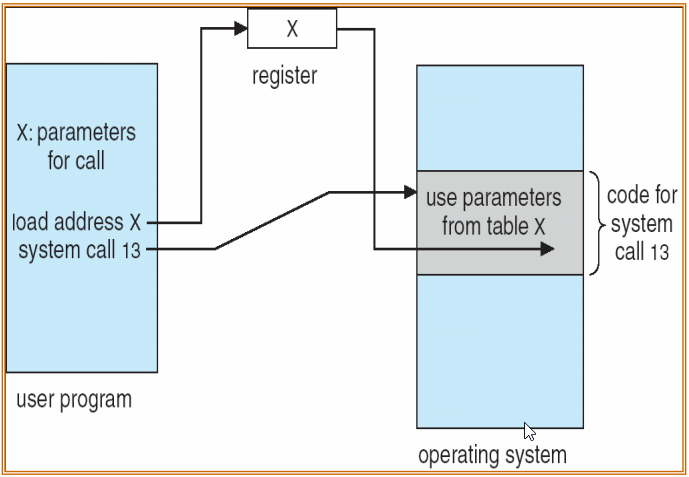 X
register
X: parameters
for call
load address X
system call 13
use parameters
from table X
code for
system
call 13
user program
operating system